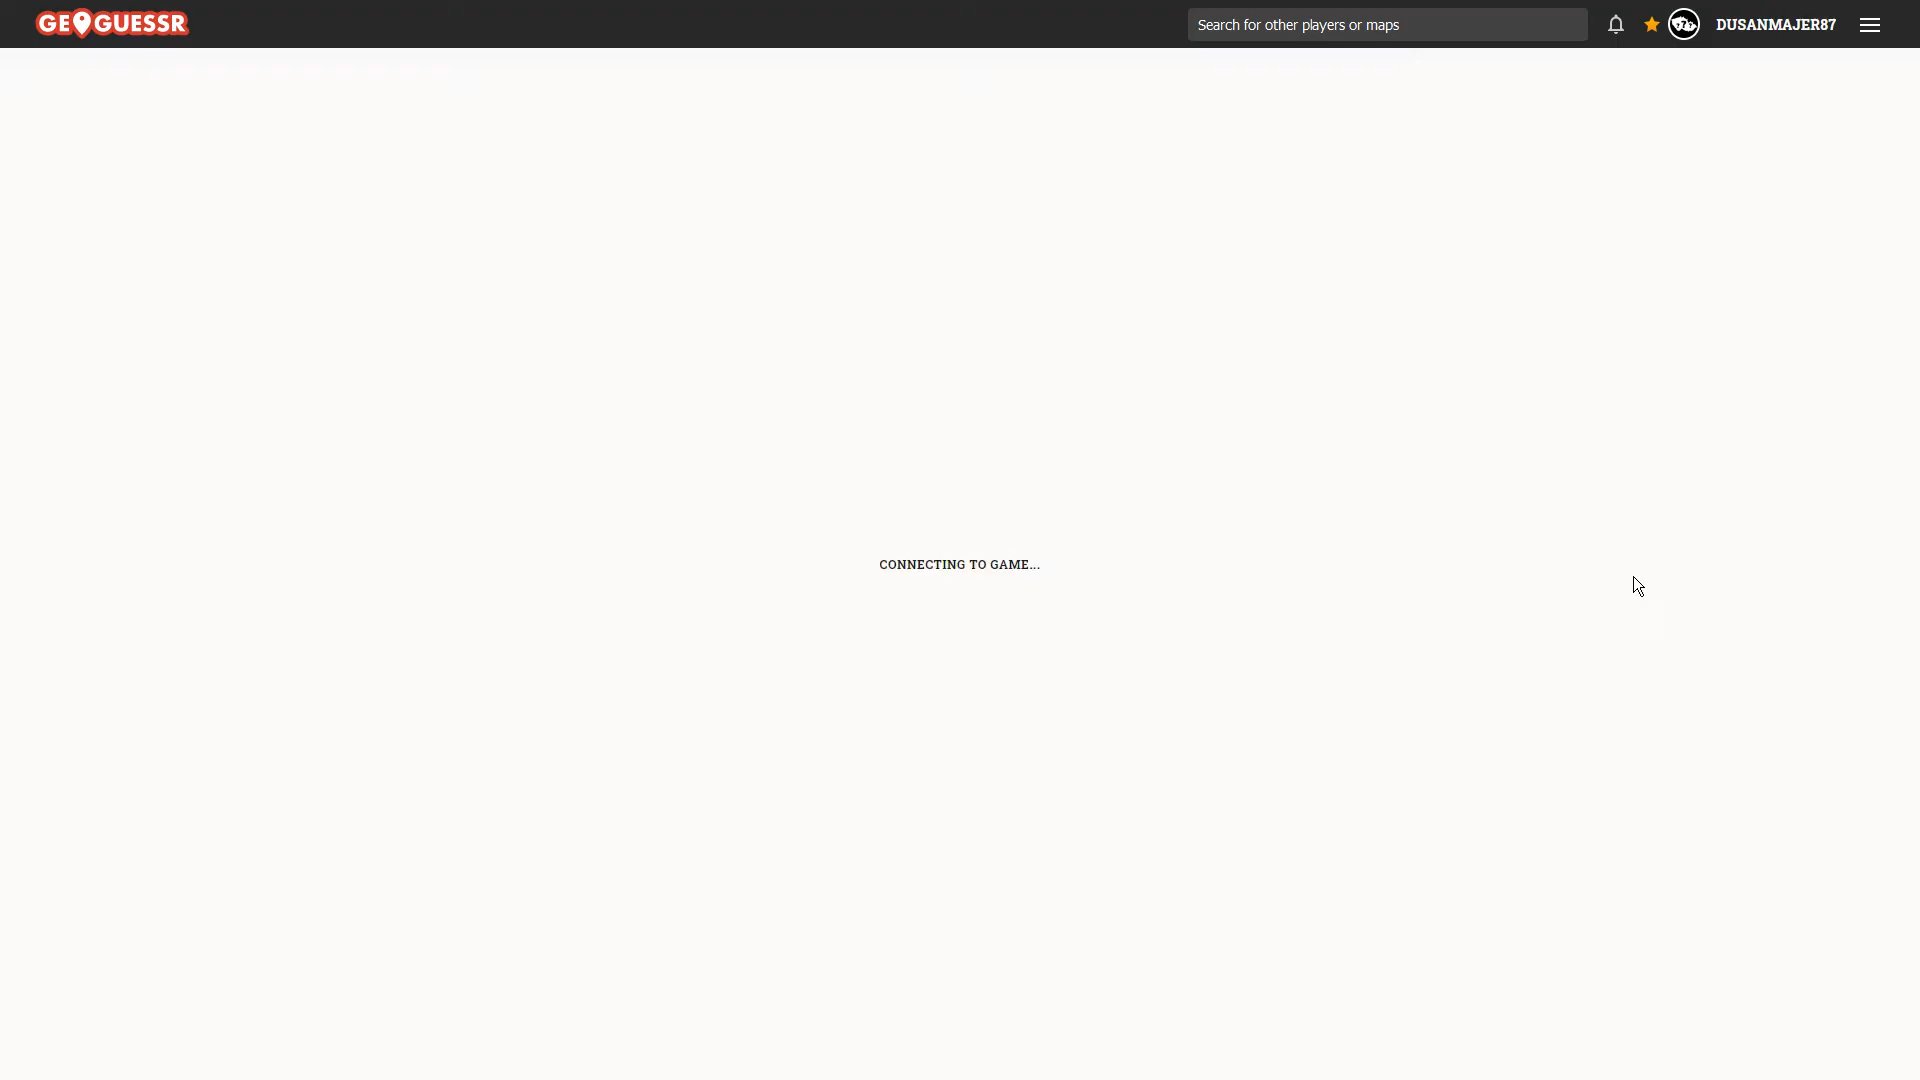 GEOGUESSR
Search for other players or maps
DUSANMAJER87
CONNECTING TO GAME...